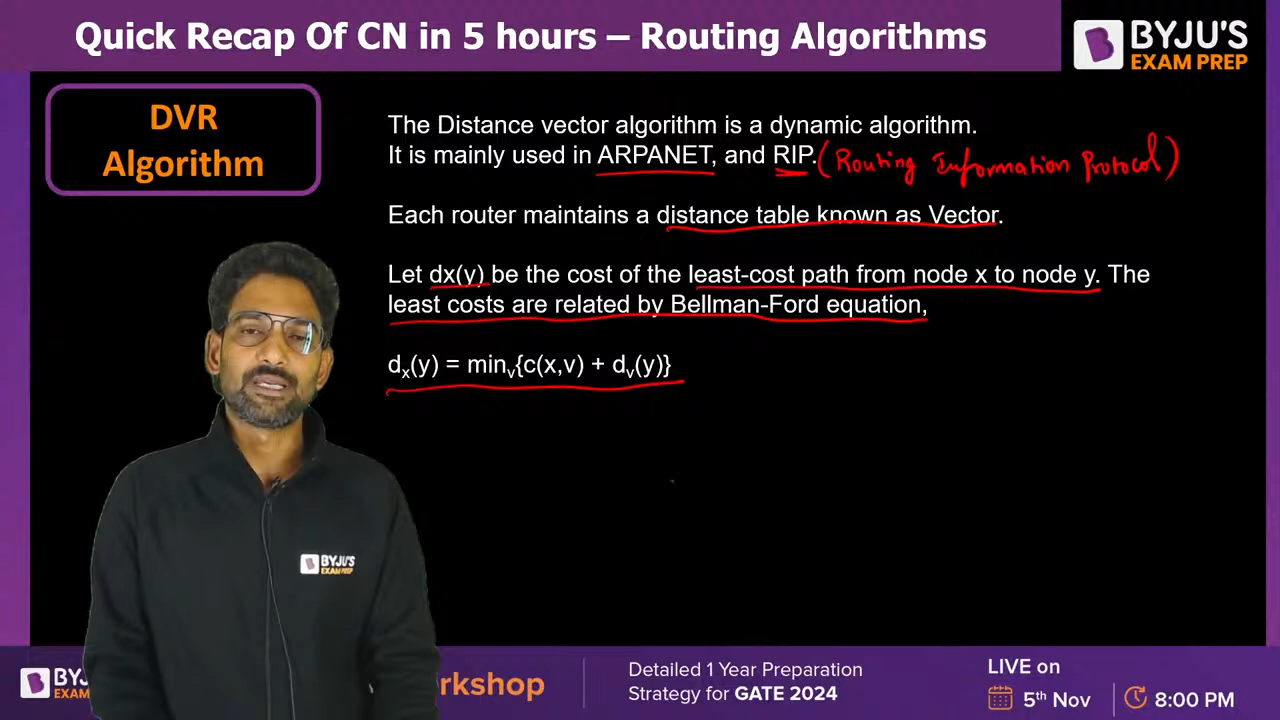 Quick Recap Of CN in 5 hours – Routing Algorithms
BYJU'S
EXAM PREP
DVR
Algorithm
The Distance vector algorithm is a dynamic algorithm.
It is mainly used in ARPANET, and RIP. (Routing Information Protocol)
Each router maintains a distance table known as Vector.
Let dx(y) be the cost of the least-cost path from node x to node y. The
least costs are related by Bellman-Ford equation,
dx(y) = minv{c(x,v) + dv(y)}
BYJU'S
EXAM PREP
BYJ
EXAM
rkshop
Detailed 1 Year Preparation
Strategy for GATE 2024
LIVE on
5th Nov
8:00 PM